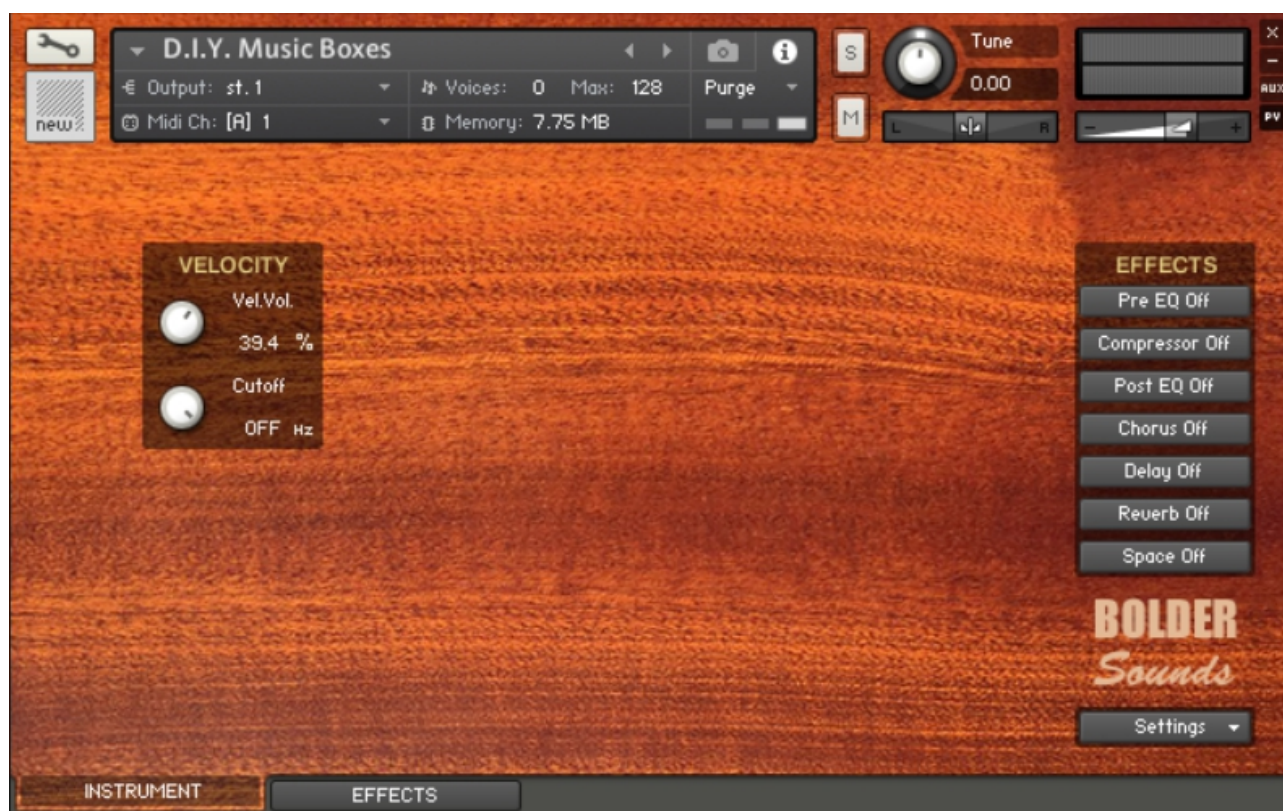 D.I.Y. Music Boxes
S
Tune
×
-
Output: st.1
Voices: 0 Max: 128
Purge
0.00
AUX
new
Midi Ch: [A] 1
Memory: 7.75 MB
M
L
R
- +
PV
VELOCITY
Vel.Vol.
39.4 %
Cutoff
OFF Hz
EFFECTS
Pre EQ Off
Compressor Off
Post EQ Off
Chorus Off
Delay Off
Reverb Off
Space Off
BOLDER
Sounds
Settings
INSTRUMENT
EFFECTS